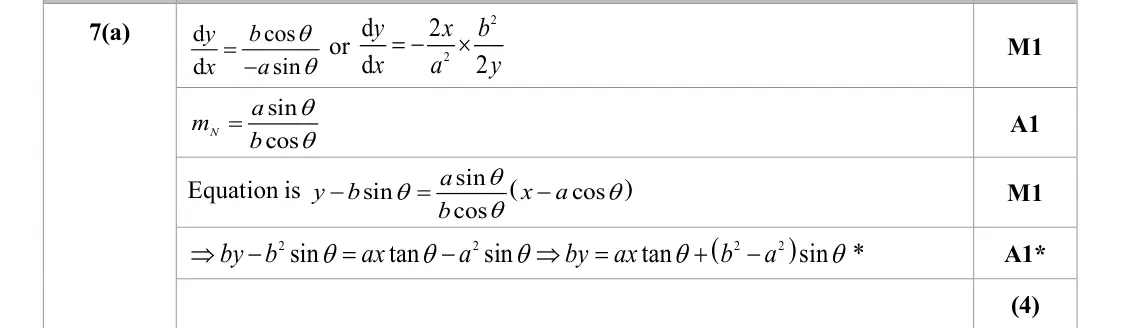 7(a) dy/dx = b cos θ / −a sin θ or dy/dx = −2x/a² × b²/2y M1
m_N = a sin θ / b cos θ A1
Equation is y − b sin θ = a sin θ / b cos θ (x − a cos θ) M1
⇒ by − b² sin θ = ax tan θ − a² sin θ ⇒ by = ax tan θ + (b² − a²) sin θ * A1*
(4)